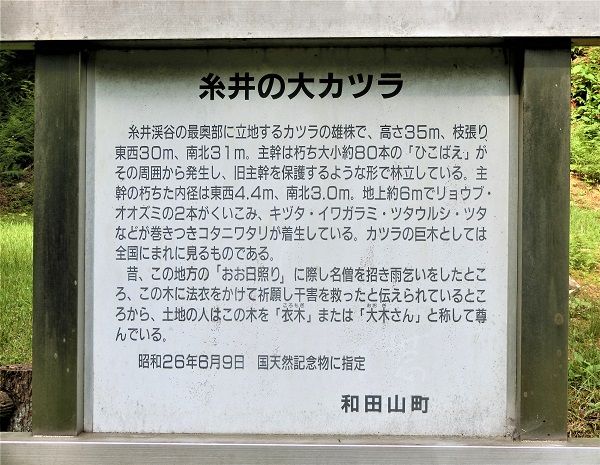 糸井の大カツラ
糸井渓谷の最奥部に立地するカツラの雄株で、高さ35m、枝張り
東西30m、南北31m。主幹は朽ち大小約80本の「ひこばえ」が
その周囲から発生し、旧主幹を保護するような形で林立している。主
幹の朽ちた内径は東西4.4m、南北3.0m。地上約6mでリョウブ・
オオズミの2本がくいこみ、キヅタ・イワガラミ・ツタウルシ・ツタ
などが巻きつきコタニワタリが着生している。カツラの巨木としては
全国にまれに見るものである。
昔、この地方の「おお日照り」に際し名僧を招き雨乞いをしたとこ
ろ、この木に法衣をかけて祈願し干害を救ったと伝えられているとこ
ろから、土地の人はこの木を「衣木」または「大木さん」と称して尊
んでいる。
昭和26年6月9日 国天然記念物に指定
和田山町